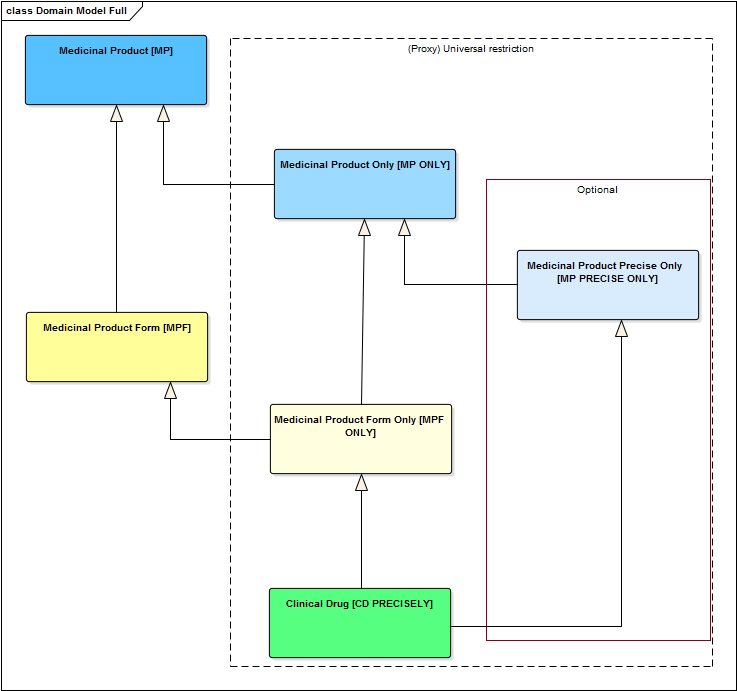 class Domain Model Full
Medicinal Product [MP]
(Proxy) Universal restriction
Medicinal Product Only [MP ONLY]
Optional
Medicinal Product Precise Only
[MP PRECISE ONLY]
Medicinal Product Form [MPF]
Medicinal Product Form Only [MPF
ONLY]
Clinical Drug [CD PRECISELY]